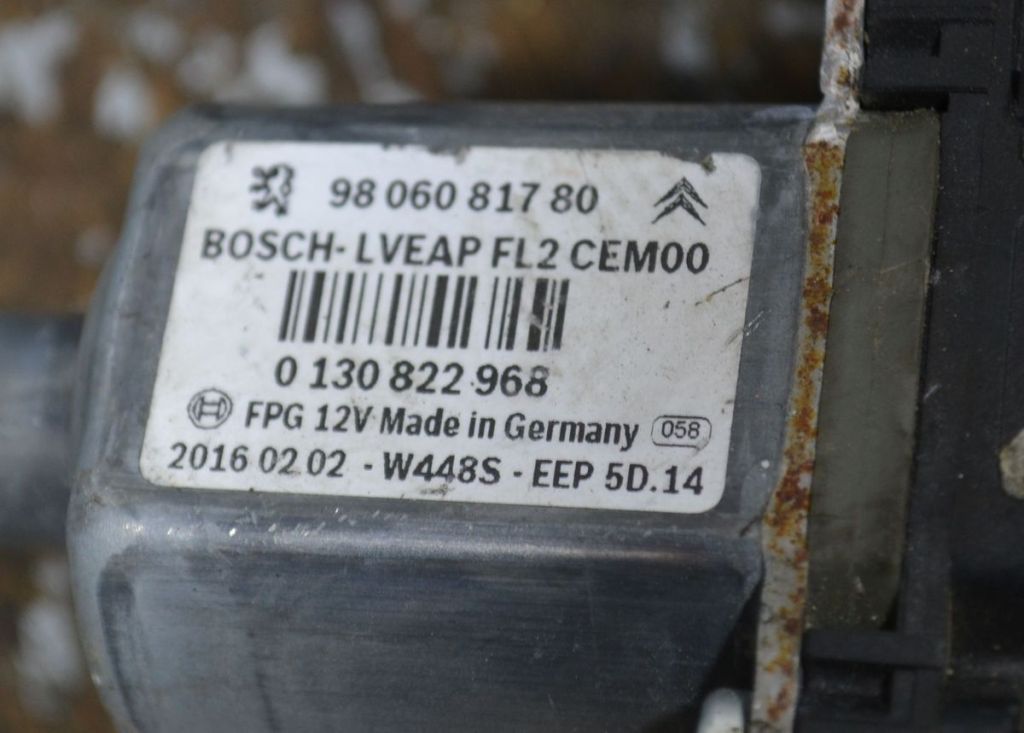 98 060 817 80
BOSCH- LVEAP FL2 CEM00
0 130 822 968
FPG 12V Made in Germany 058
2016 02 02 - W448S - EEP 5D.14